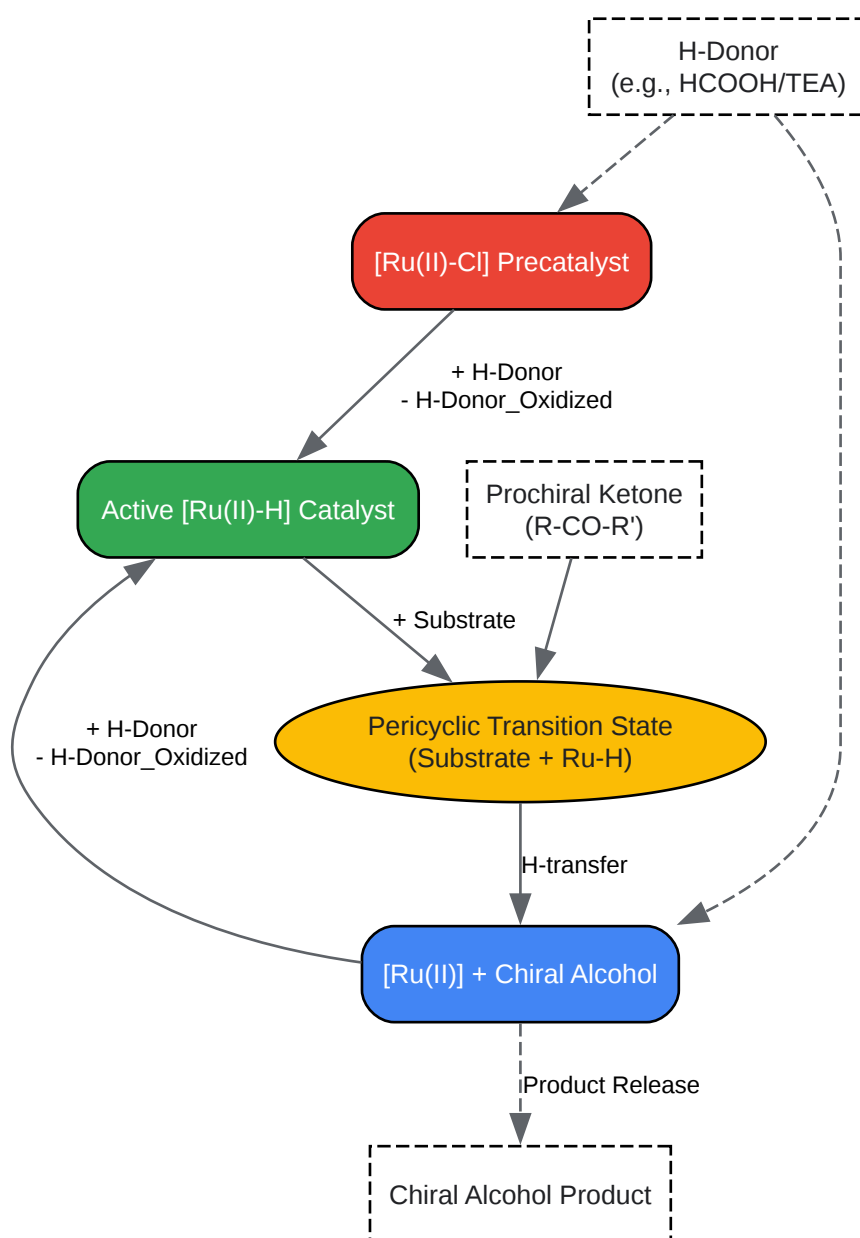 H-Donor
(e.g., HCOOH/TEA)
[Ru(II)-Cl] Precatalyst
+ H-Donor
- H-Donor_Oxidized
Active [Ru(II)-H] Catalyst
Prochiral Ketone
(R-CO-R')
+ Substrate
Pericyclic Transition State
(Substrate + Ru-H)
+ H-Donor
- H-Donor_Oxidized
H-transfer
[Ru(II)] + Chiral Alcohol
Product Release
Chiral Alcohol Product